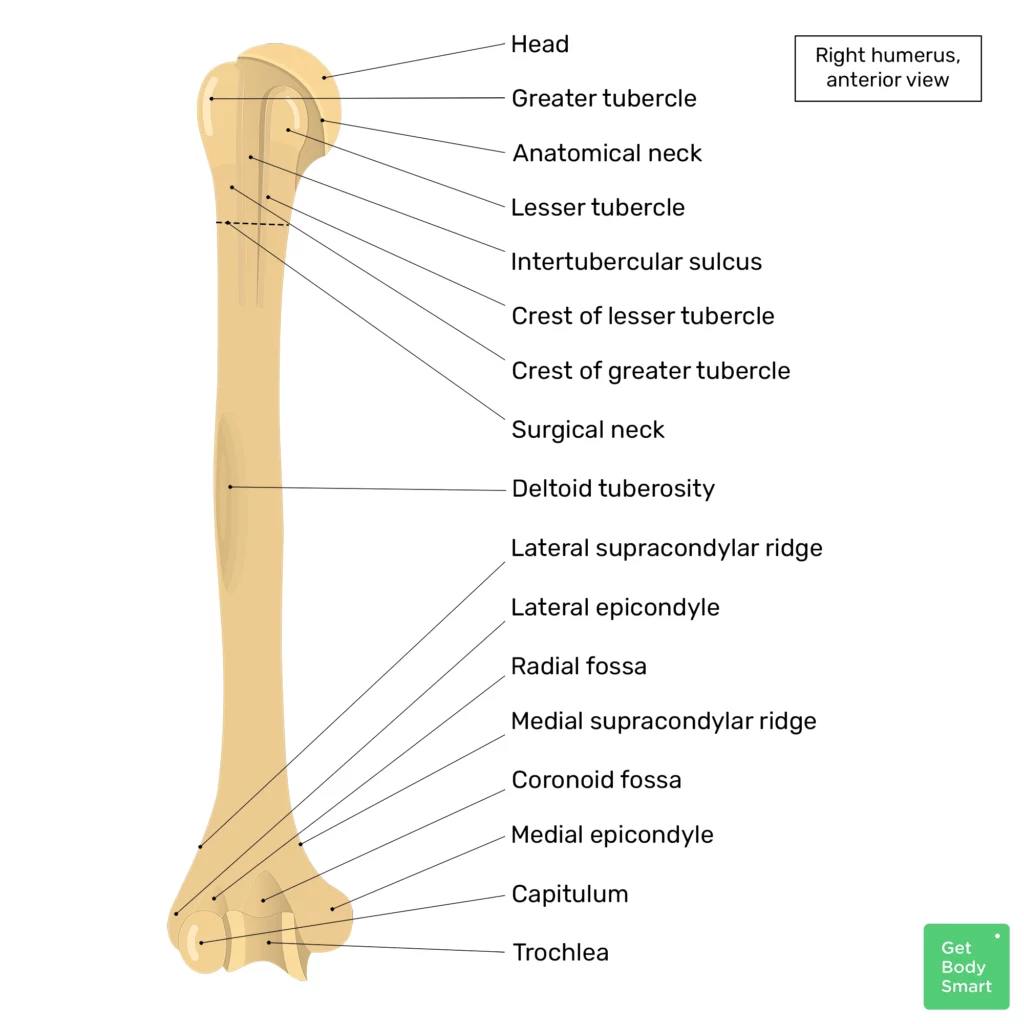 Head
Right humerus,
anterior view
Greater tubercle
Anatomical neck
Lesser tubercle
Intertubercular sulcus
Crest of lesser tubercle
Crest of greater tubercle
Surgical neck
Deltoid tuberosity
Lateral supracondylar ridge
Lateral epicondyle
Radial fossa
Medial supracondylar ridge
Coronoid fossa
Medial epicondyle
Capitulum
Trochlea
Get
Body
Smart